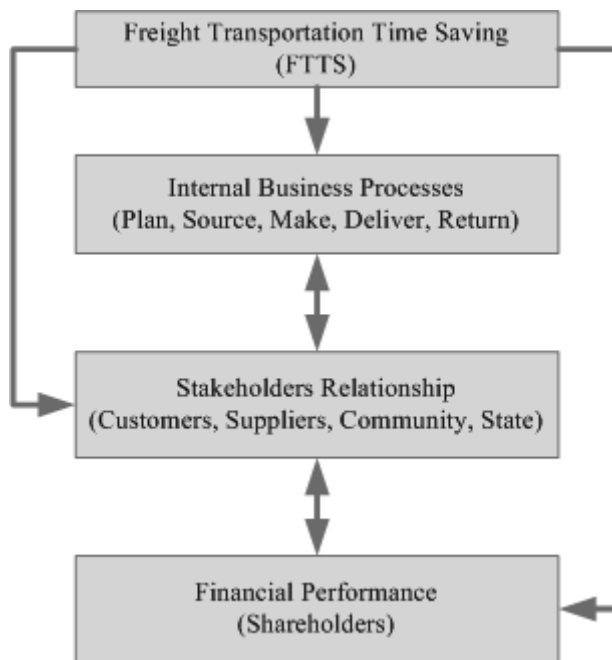 Freight Transportation Time Saving
(FTTS)
Internal Business Processes
(Plan, Source, Make, Deliver, Return)
Stakeholders Relationship
(Customers, Suppliers, Community, State)
Financial Performance
(Shareholders)